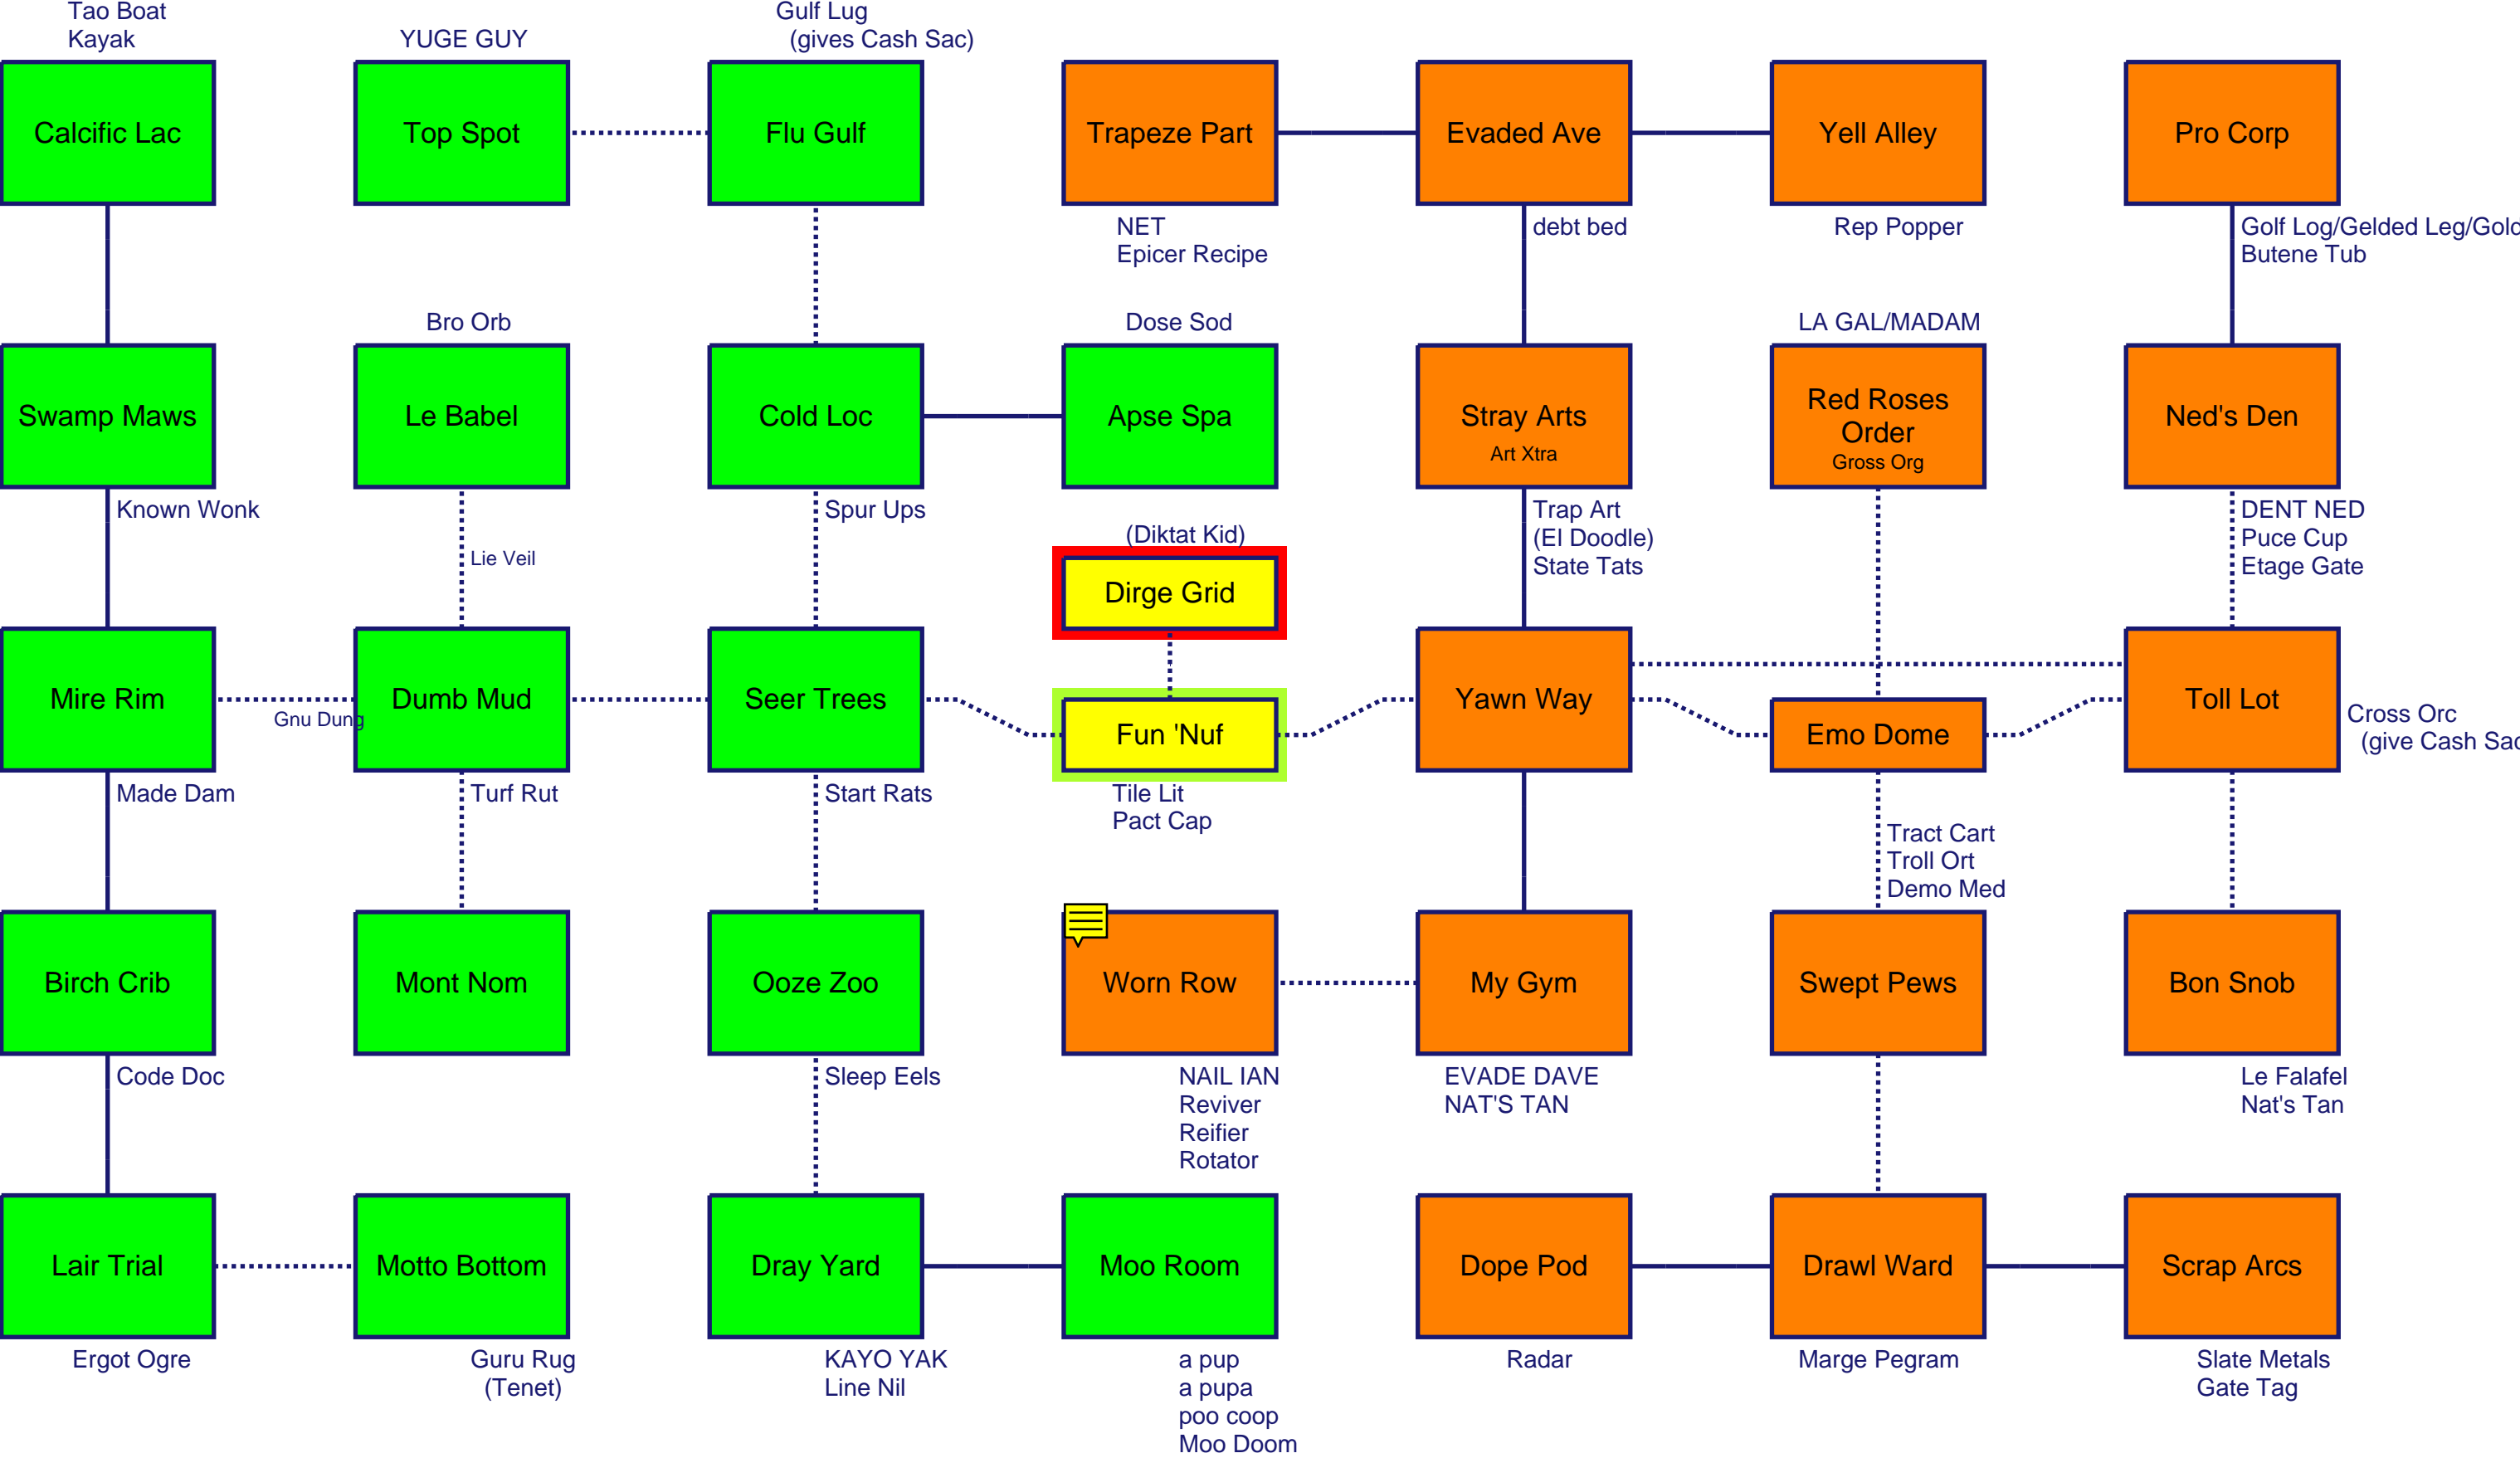 Tao Boat
Kayak
YUGE GUY
Gulf Lug
(gives Cash Sac)
Calcific Lac
Top Spot
Flu Gulf
Trapeze Part
Evaded Ave
Yell Alley
Pro Corp
NET
Epicer Recipe
debt bed
Rep Popper
Golf Log/Gelded Leg/Gold
Butene Tub
Bro Orb
Dose Sod
LA GAL/MADAM
Swamp Maws
Le Babel
Cold Loc
Apse Spa
Stray Arts
Art Xtra
Red Roses
Order
Gross Org
Ned's Den
Known Wonk
Lie Veil
Spur Ups
(Diktat Kid)
Trap Art
(El Doodle)
State Tats
DENT NED
Puce Cup
Etage Gate
Dirge Grid
Mire Rim
Gnu Dung
Dumb Mud
Seer Trees
Fun 'Nuf
Yawn Way
Emo Dome
Toll Lot
Cross Orc
(give Cash Sac
Made Dam
Turf Rut
Start Rats
Tile Lit
Pact Cap
Tract Cart
Troll Ort
Demo Med
Birch Crib
Mont Nom
Ooze Zoo
Worn Row
My Gym
Swept Pews
Bon Snob
Code Doc
Sleep Eels
NAIL IAN
Reviver
Reifier
Rotator
EVADE DAVE
NAT'S TAN
Le Falafel
Nat's Tan
Lair Trial
Motto Bottom
Dray Yard
Moo Room
Dope Pod
Drawl Ward
Scrap Arcs
Ergot Ogre
Guru Rug
(Tenet)
KAYO YAK
Line Nil
a pup
a pupa
poo coop
Moo Doom
Radar
Marge Pegram
Slate Metals
Gate Tag